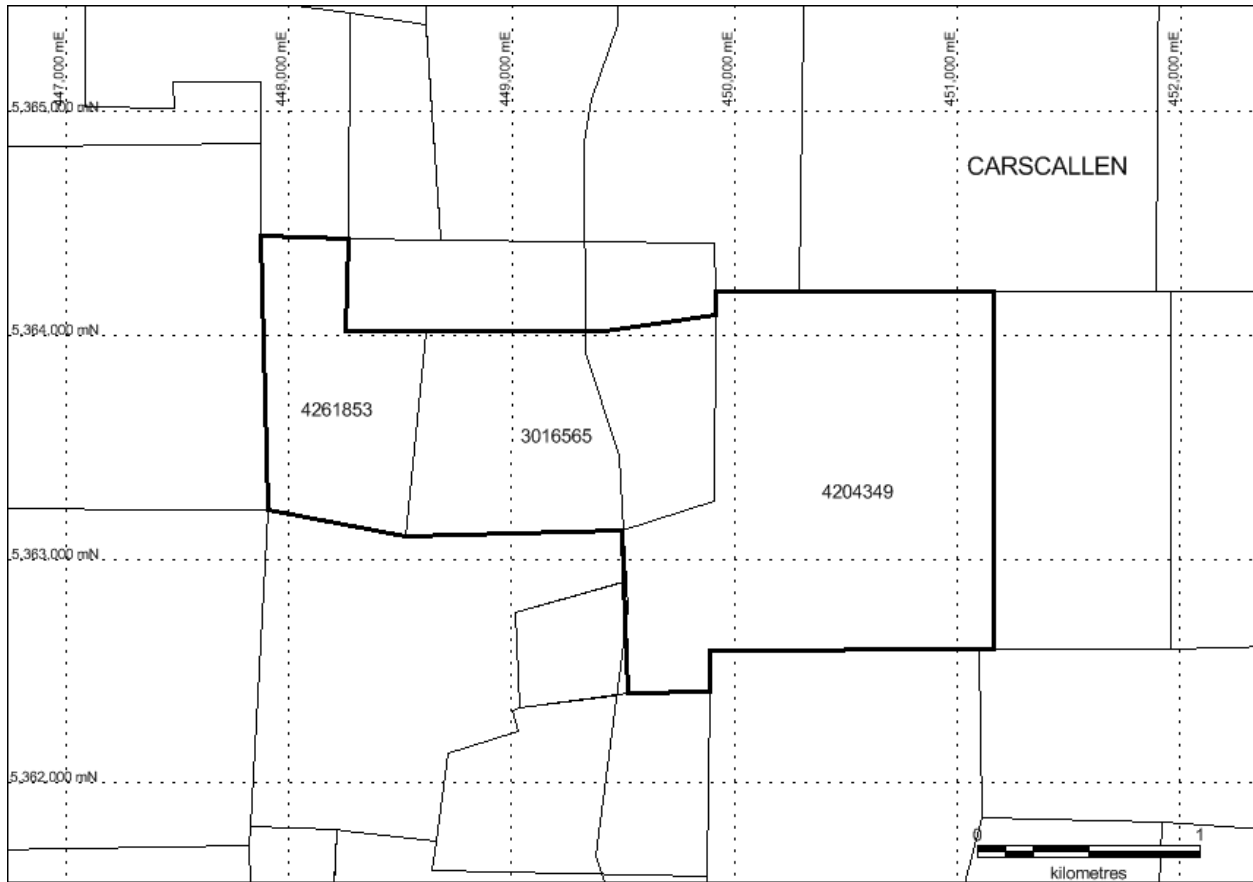 447,000 mE
448,000 mE
449,000 mE
450,000 mE
451,000 mE
452,000 mE
5,365,000 mN
CARSCALLEN
5,364,000 mN
4261853
3016565
4204349
5,363,000 mN
5,362,000 mN
0 1
kilometres